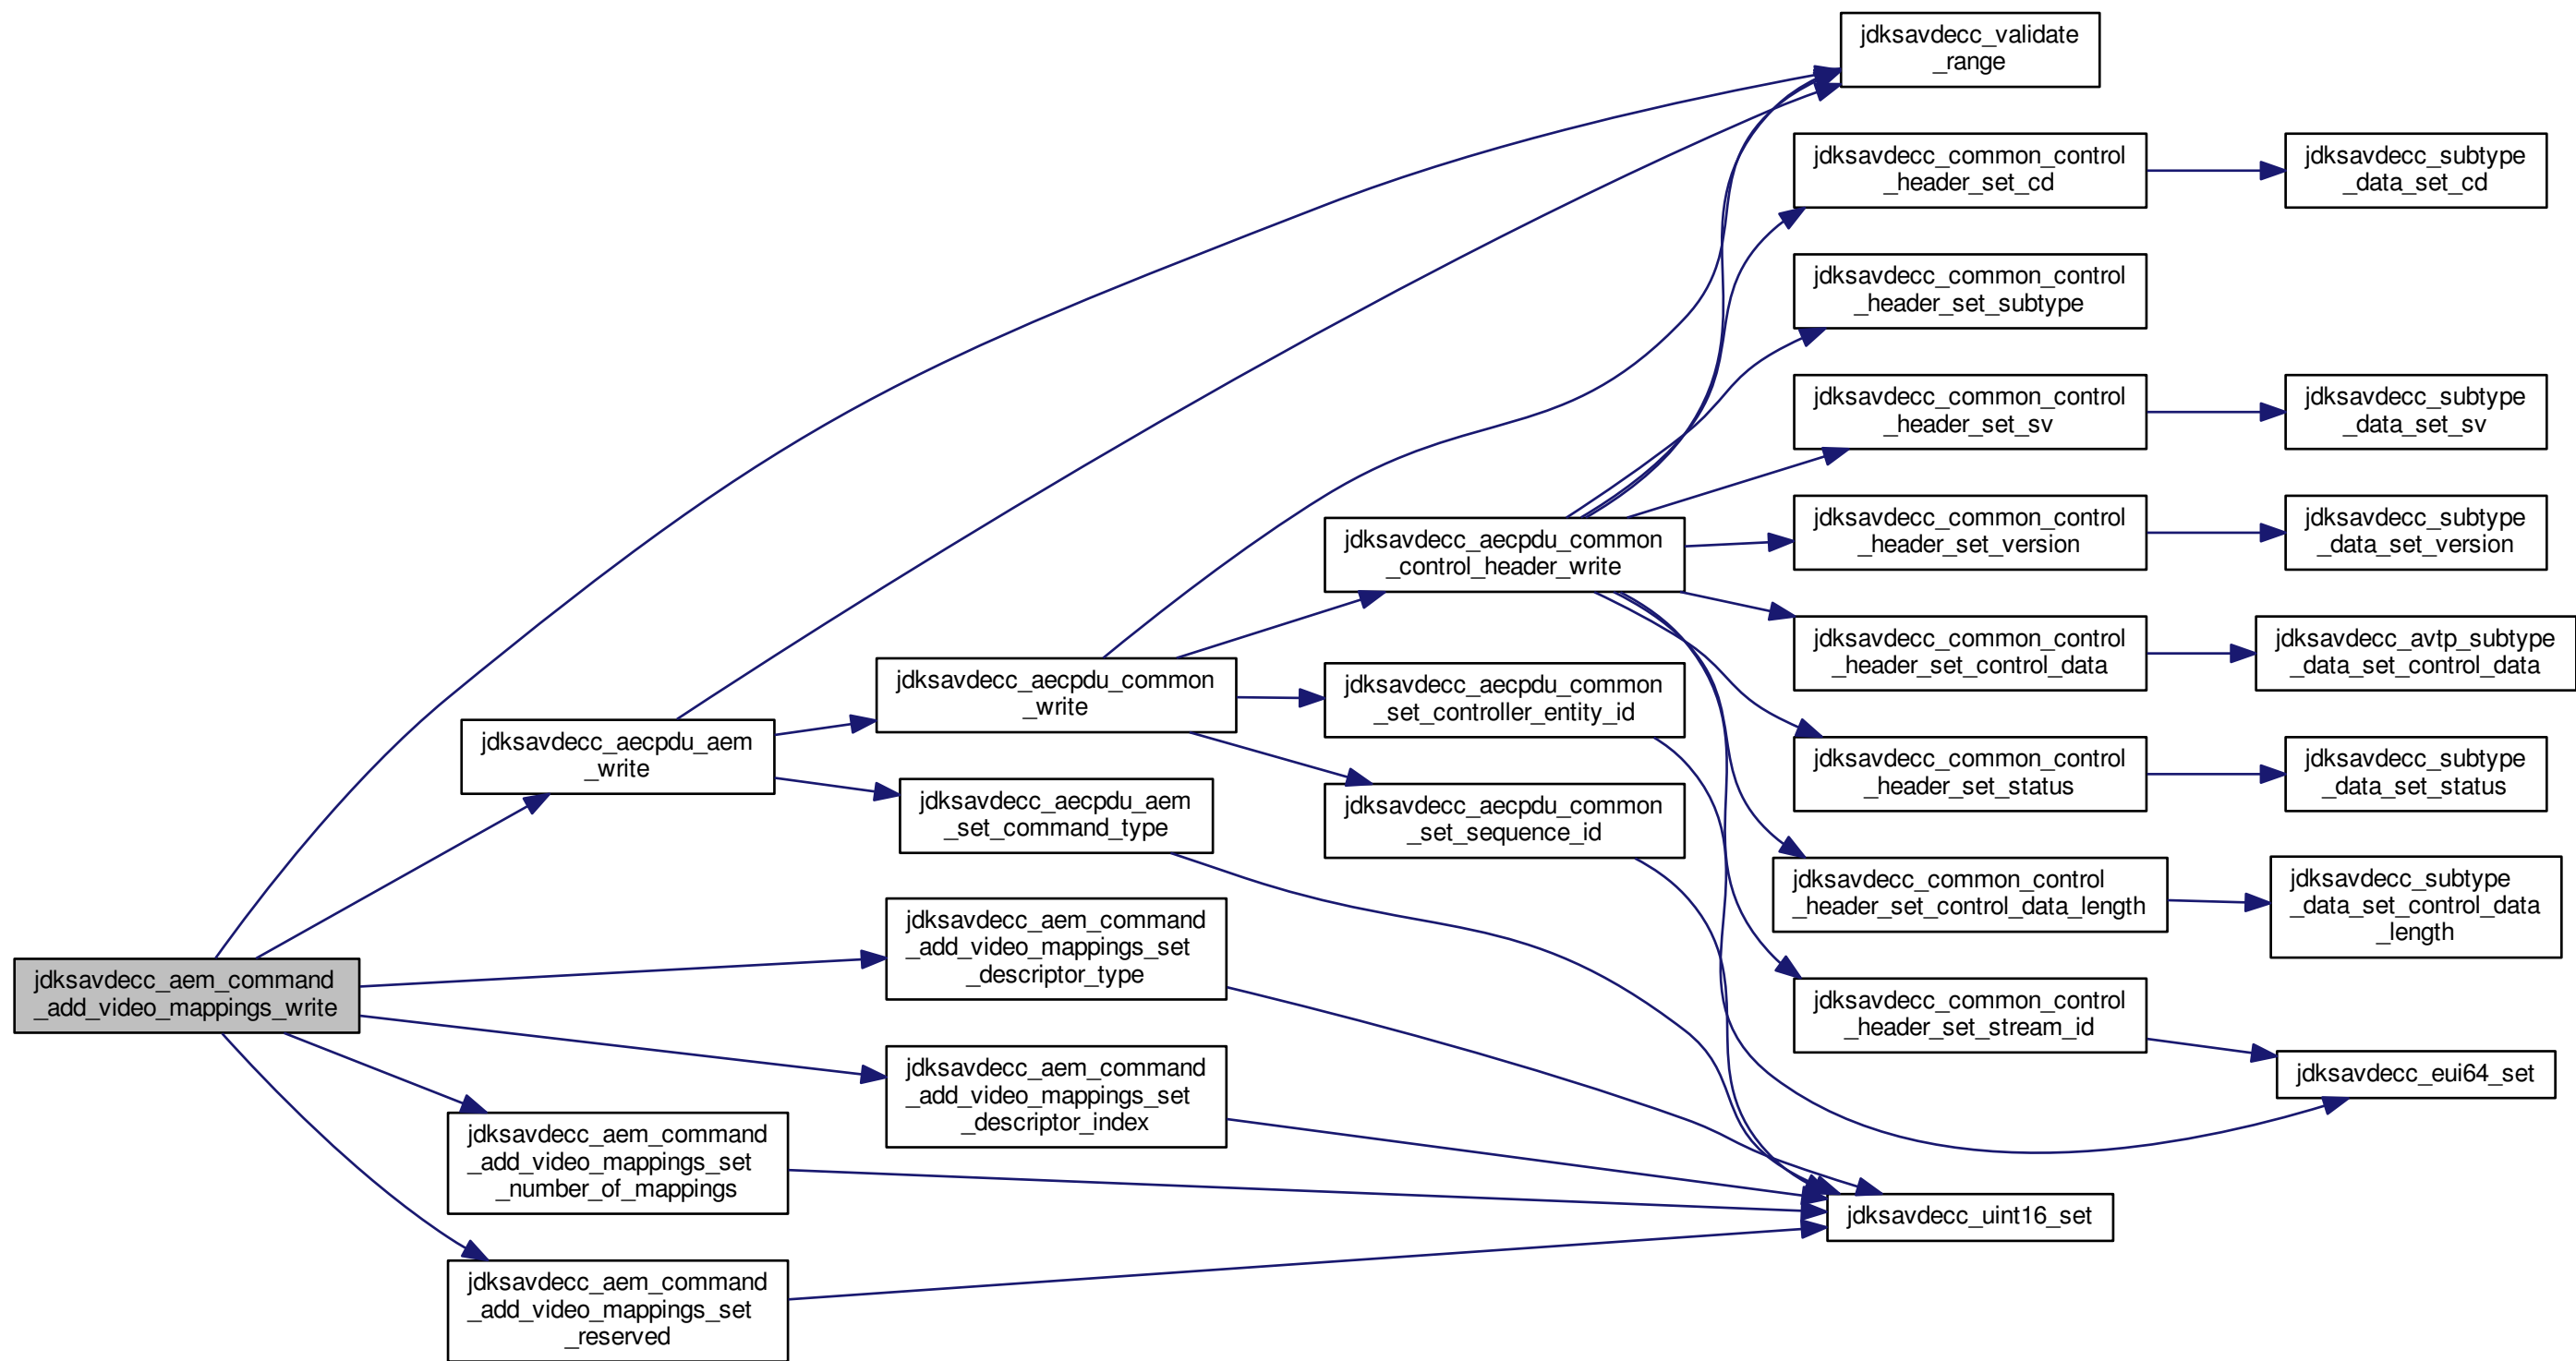 jdksavdecc_validate
_range
jdksavdecc_common_control
_header_set_cd
jdksavdecc_subtype
_data_set_cd
jdksavdecc_common_control
_header_set_subtype
jdksavdecc_common_control
_header_set_sv
jdksavdecc_subtype
_data_set_sv
jdksavdecc_aecpdu_common
_control_header_write
jdksavdecc_common_control
_header_set_version
jdksavdecc_subtype
_data_set_version
jdksavdecc_common_control
_header_set_control_data
jdksavdecc_avtp_subtype
_data_set_control_data
jdksavdecc_aecpdu_common
_write
jdksavdecc_aecpdu_common
_set_controller_entity_id
jdksavdecc_aecpdu_aem
_write
jdksavdecc_common_control
_header_set_status
jdksavdecc_subtype
_data_set_status
jdksavdecc_aecpdu_aem
_set_command_type
jdksavdecc_aecpdu_common
_set_sequence_id
jdksavdecc_common_control
_header_set_control_data_length
jdksavdecc_subtype
_data_set_control_data
_length
jdksavdecc_aem_command
_add_video_mappings_set
_descriptor_type
jdksavdecc_aem_command
_add_video_mappings_write
jdksavdecc_common_control
_header_set_stream_id
jdksavdecc_eui64_set
jdksavdecc_aem_command
_add_video_mappings_set
_descriptor_index
jdksavdecc_aem_command
_add_video_mappings_set
_number_of_mappings
jdksavdecc_uint16_set
jdksavdecc_aem_command
_add_video_mappings_set
_reserved